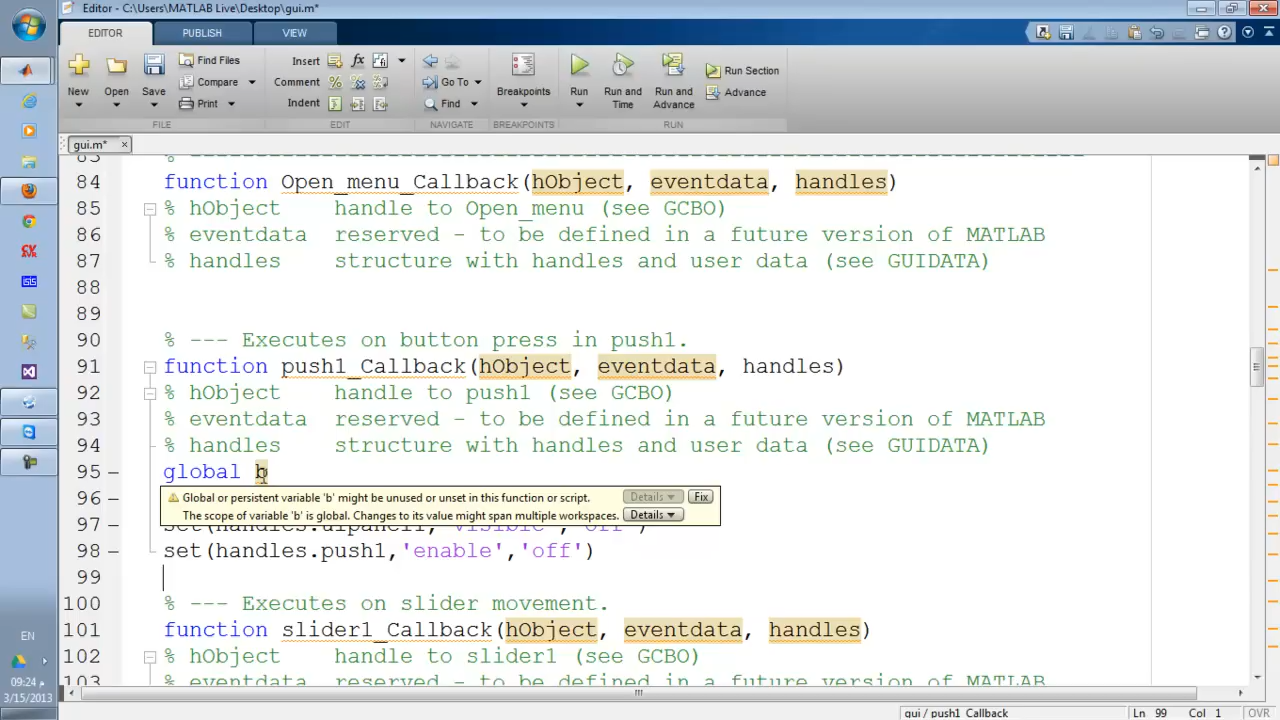 Editor - C:\Users\MATLAB Live\Desktop\gui.m*
EDITOR PUBLISH VIEW
New Open Save Find Files Compare Print
Insert Comment Indent
Go To Find
Breakpoints
Run Run and Time Run and Advance Run Section Advance
FILE EDIT NAVIGATE BREAKPOINTS RUN
gui.m* ×
84 function Open_menu_Callback(hObject, eventdata, handles)
85 % hObject handle to Open_menu (see GCBO)
86 % eventdata reserved - to be defined in a future version of MATLAB
87 % handles structure with handles and user data (see GUIDATA)
88
89
90 % --- Executes on button press in push1.
91 function push1_Callback(hObject, eventdata, handles)
92 % hObject handle to push1 (see GCBO)
93 % eventdata reserved - to be defined in a future version of MATLAB
94 % handles structure with handles and user data (see GUIDATA)
95 – global b
96 –
Global or persistent variable 'b' might be unused or unset in this function or script. Details Fix
The scope of variable 'b' is global. Changes to its value might span multiple workspaces. Details
97 –
98 – set(handles.push1,'enable','off')
99
100 % --- Executes on slider movement.
101 function slider1_Callback(hObject, eventdata, handles)
102 % hObject handle to slider1 (see GCBO)
103 % eventdata reserved - to be defined in a future version of MATLAB
EN
09:24
3/15/2013
gui / push1_Callback Ln 99 Col 1 OVR